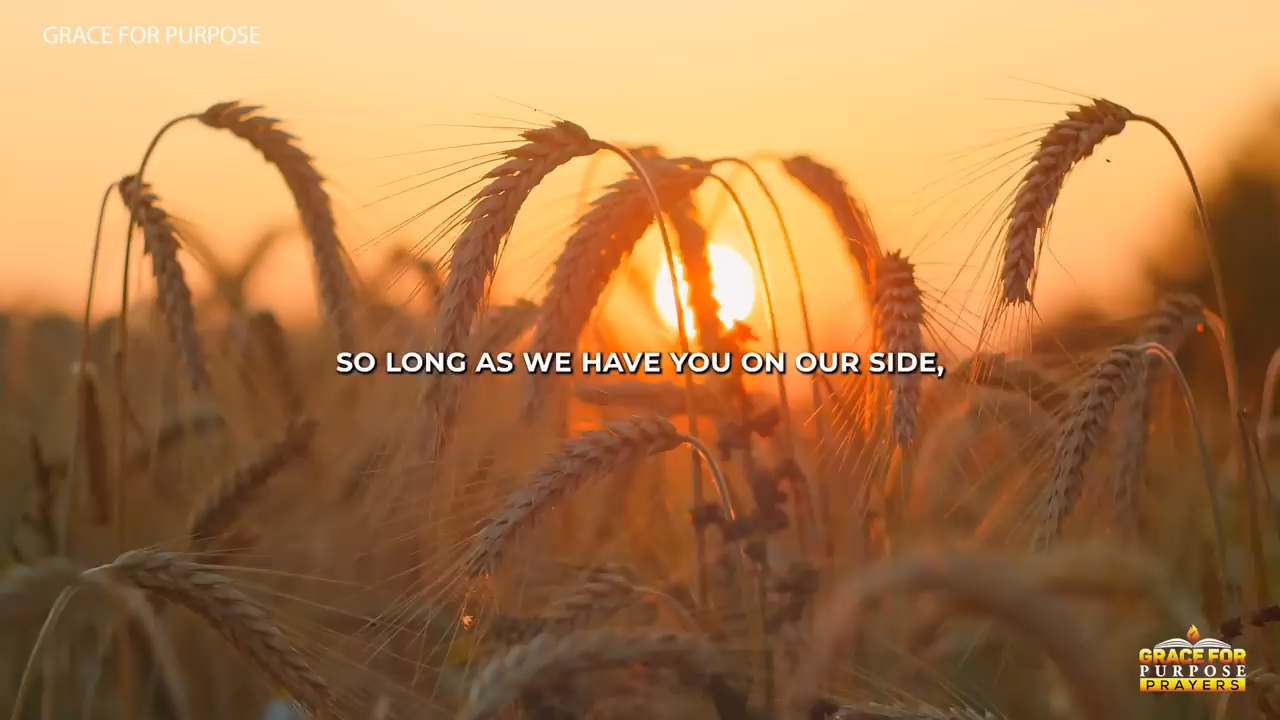 GRACE FOR PURPOSE
SO LONG AS WE HAVE YOU ON OUR SIDE,
GRACE FOR
PURPOSE
PRAYERS